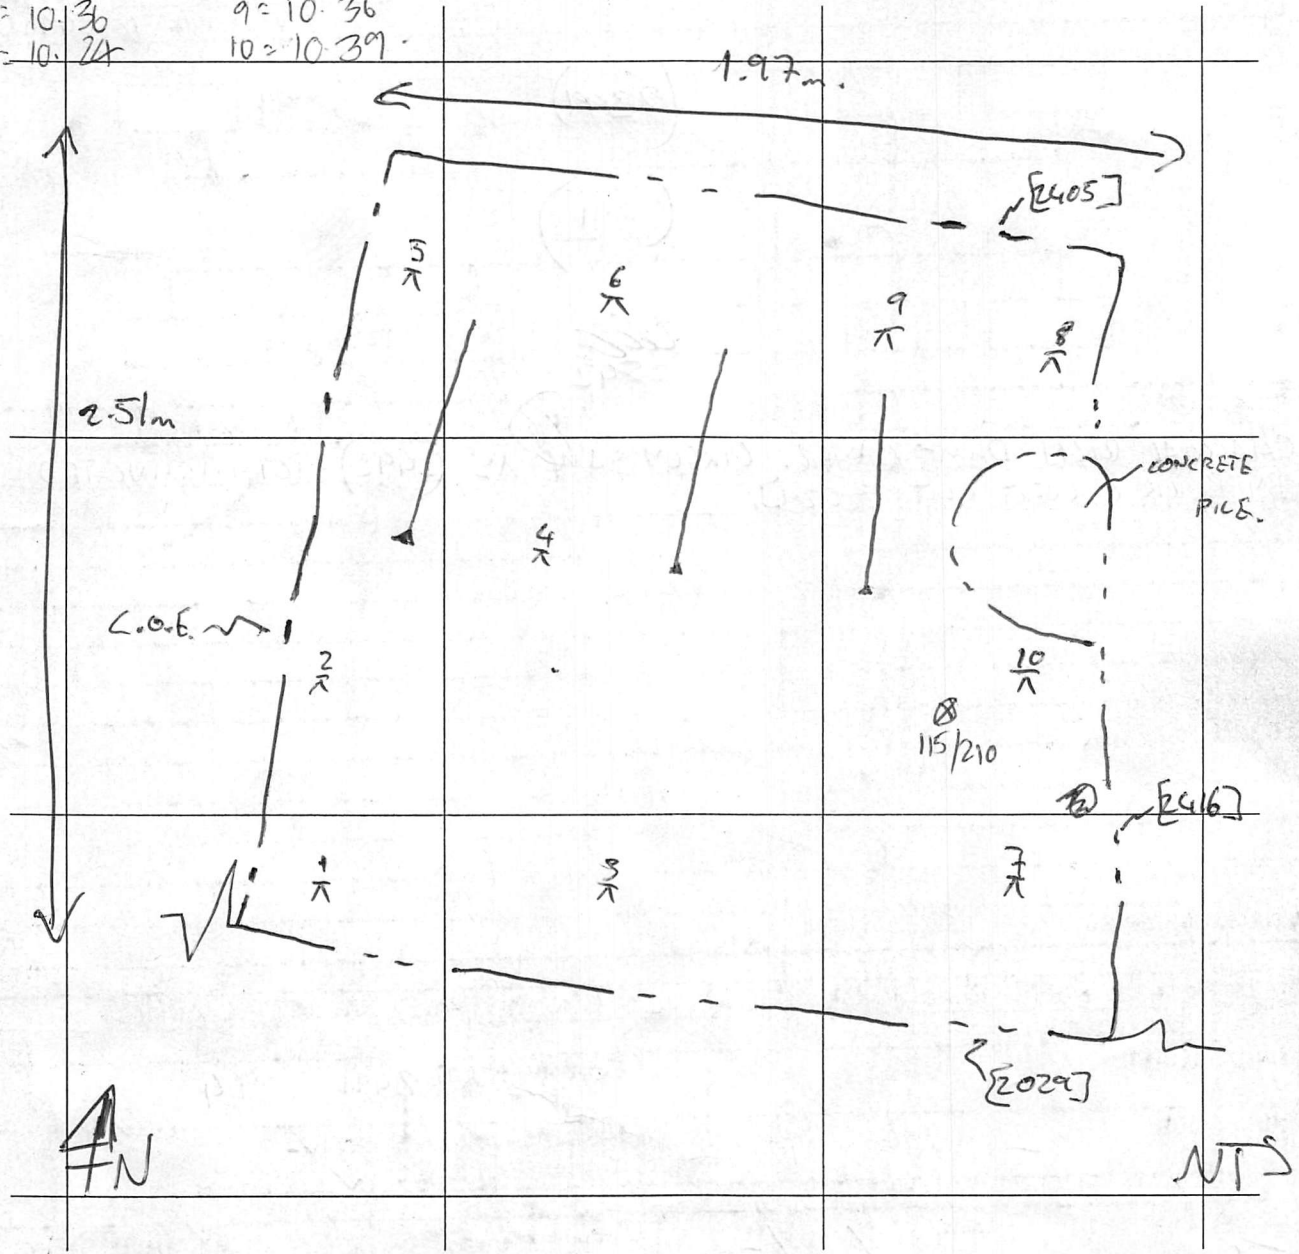 = 10.36 9 = 10.36
= 10.24 10 = 10.39
1.97m.
[2405]
5
6
9
8
2.51m
CONCRETE
PILE.
4
L.O.E.
2
10
115/210
[2416]
1
3
7
[2029]
N
NTS